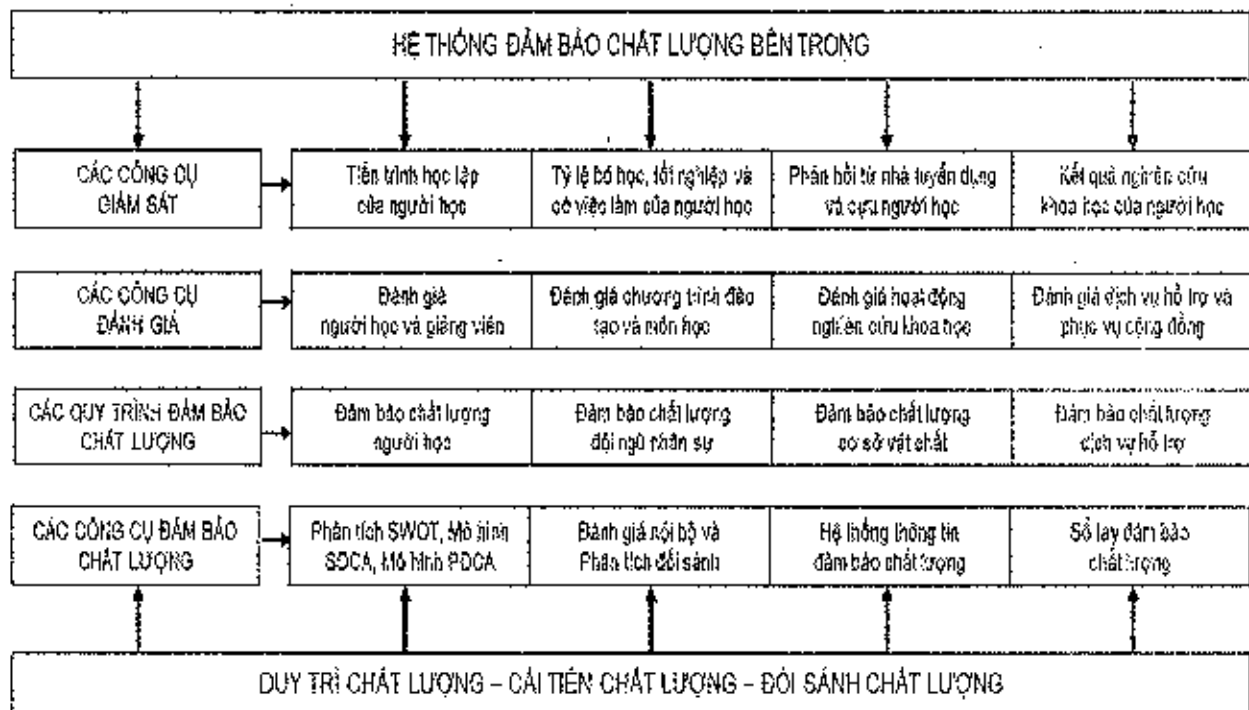 HỆ THỐNG ĐẢM BẢO CHẤT LƯỢNG BÊN TRONG
CÁC CÔNG CỤ
GIÁM SÁT
Tiến trình học tập
của người học
Tỷ lệ bỏ học, tốt nghiệp và
có việc làm của người học
Phản hồi từ nhà tuyển dụng
và cựu người học
Kết quả nghiên cứu
khoa học của người học
CÁC CÔNG CỤ
ĐÁNH GIÁ
Đánh giá
người học và giảng viên
Đánh giá chương trình đào
tạo và môn học
Đánh giá hoạt động
nghiên cứu khoa học
Đánh giá dịch vụ hỗ trợ và
phục vụ cộng đồng
CÁC QUY TRÌNH ĐẢM BẢO
CHẤT LƯỢNG
Đảm bảo chất lượng
người học
Đảm bảo chất lượng
đội ngũ nhân sự
Đảm bảo chất lượng
cơ sở vật chất
Đảm bảo chất lượng
dịch vụ hỗ trợ
CÁC CÔNG CỤ ĐẢM BẢO
CHẤT LƯỢNG
Phân tích SWOT, Mô hình
SDCA, Mô hình PDCA
Đánh giá nội bộ và
Phân tích đối sánh
Hệ thống thông tin
đảm bảo chất lượng
Sổ tay đảm bảo
chất lượng
DUY TRÌ CHẤT LƯỢNG – CẢI TIẾN CHẤT LƯỢNG – ĐỐI SÁNH CHẤT LƯỢNG